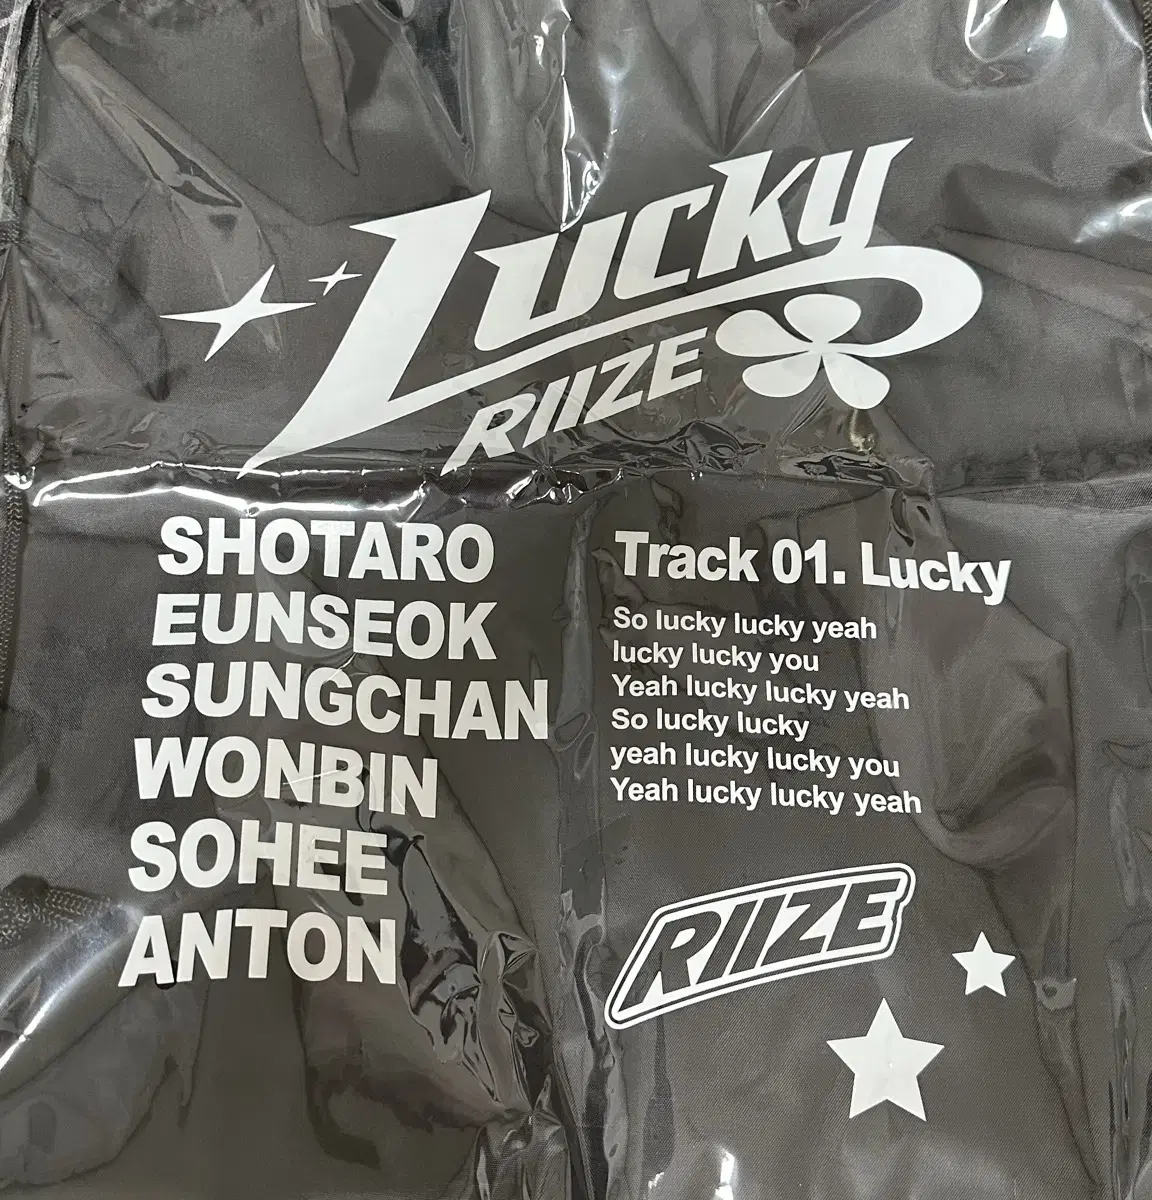 Lucky
RIIZE
SHOTARO
EUNSEOK
SUNGCHAN
WONBIN
SOHEE
ANTON
Track 01. Lucky
So lucky lucky yeah
lucky lucky you
Yeah lucky lucky yeah
So lucky lucky
yeah lucky lucky you
Yeah lucky lucky yeah
RIIZE